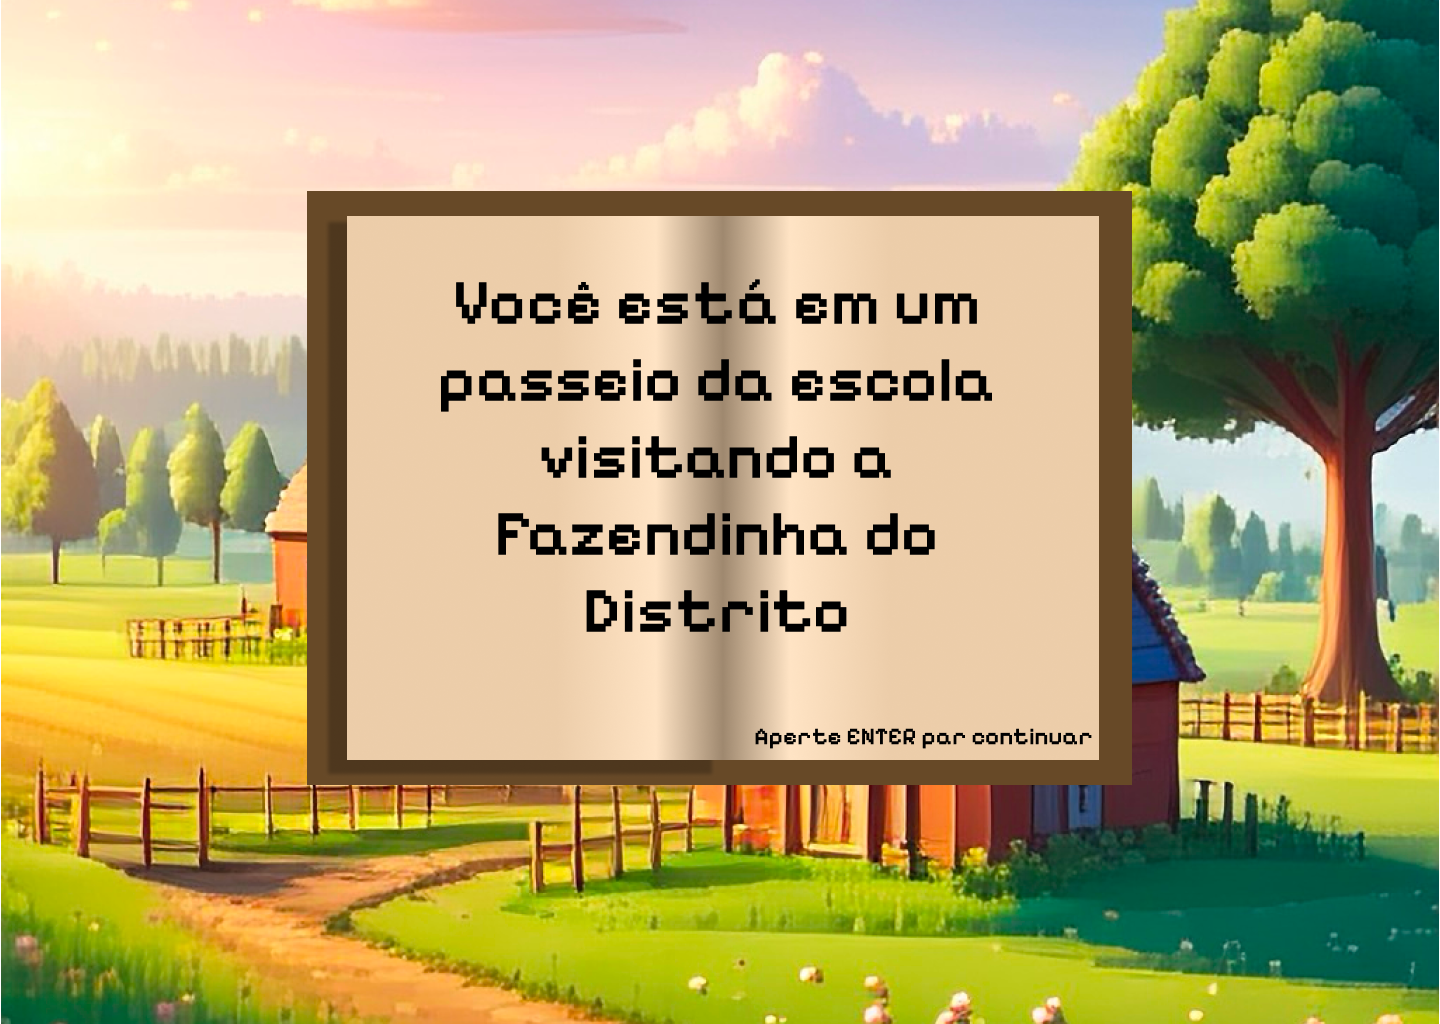 Você está em um
passeio da escola
visitando a
Fazendinha do
Distrito
Aperte ENTER par continuar